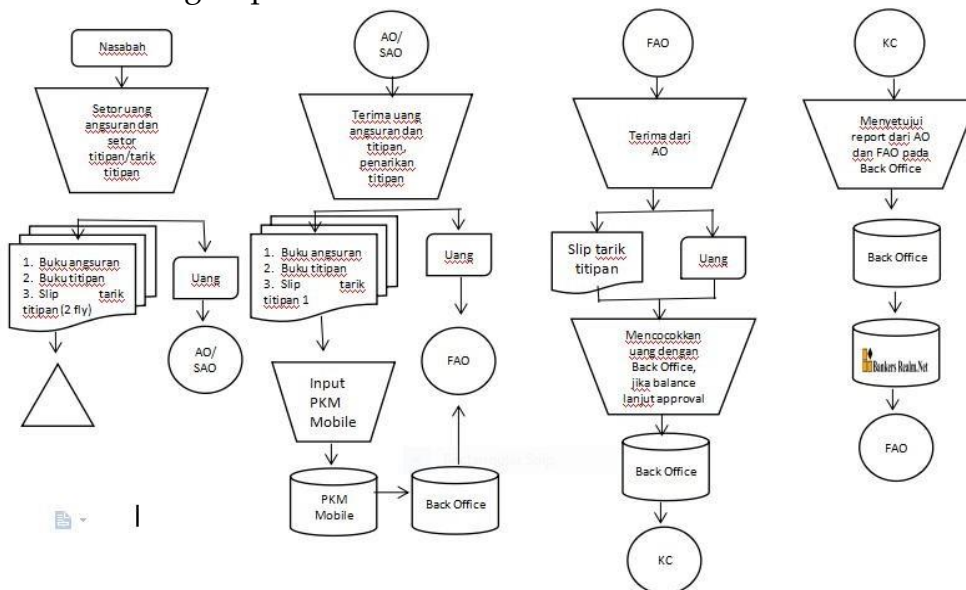 Nasabah
Setor uang
angsuran dan
setor
titipan/tarik
titipan
1. Buku angsuran
2. Buku titipan
3. Slip tarik
titipan (2 fly)
Uang
AO/
SAO
AO/
SAO
Terima uang
angsuran dan
titipan,
penarikan
titipan
1. Buku angsuran
2. Buku titipan
3. Slip tarik
titipan 1
Uang
Input
PKM
Mobile
PKM
Mobile
Back Office
FAO
FAO
Terima dari
AO
Slip tarik
titipan
Uang
Mencocokkan
uang dengan
Back Office,
jika balance
lanjut approval
Back Office
KC
KC
Menyetujui
report dari AO
dan FAO pada
Back Office
Back Office
Bankers Realm.Net
FAO